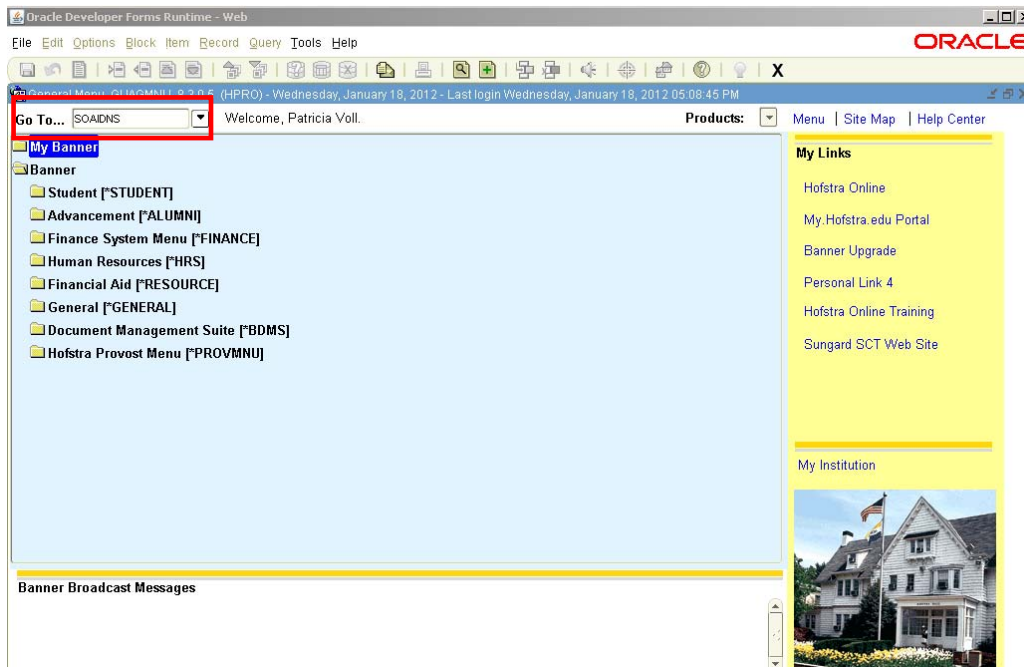 Oracle Developer Forms Runtime - Web
File Edit Options Block Item Record Query Tools Help
ORACLE
X
General Menu GUAGMNU 8.3.0.6 (HPRO) - Wednesday, January 18, 2012 - Last login Wednesday, January 18, 2012 05:08:45 PM
Go To... SOAIDNS Welcome, Patricia Voll. Products: Menu | Site Map | Help Center
My Banner
Banner
Student [*STUDENT]
Advancement [*ALUMNI]
Finance System Menu [*FINANCE]
Human Resources [*HRS]
Financial Aid [*RESOURCE]
General [*GENERAL]
Document Management Suite [*BDMS]
Hofstra Provost Menu [*PROVMNU]
My Links
Hofstra Online
My.Hofstra.edu Portal
Banner Upgrade
Personal Link 4
Hofstra Online Training
Sungard SCT Web Site
My Institution
Banner Broadcast Messages